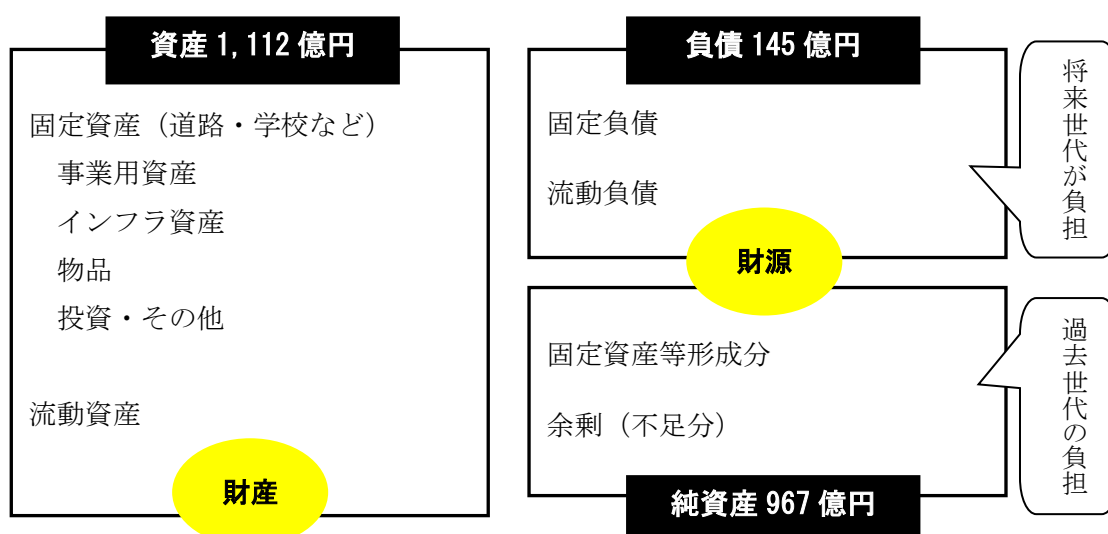 資産 1,112 億円
固定資産（道路・学校など）
事業用資産
インフラ資産
物品
投資・その他
流動資産
財産
負債 145 億円
固定負債
流動負債
将来世代が負担
財源
固定資産等形成分
余剰（不足分）
過去世代の負担
純資産 967 億円